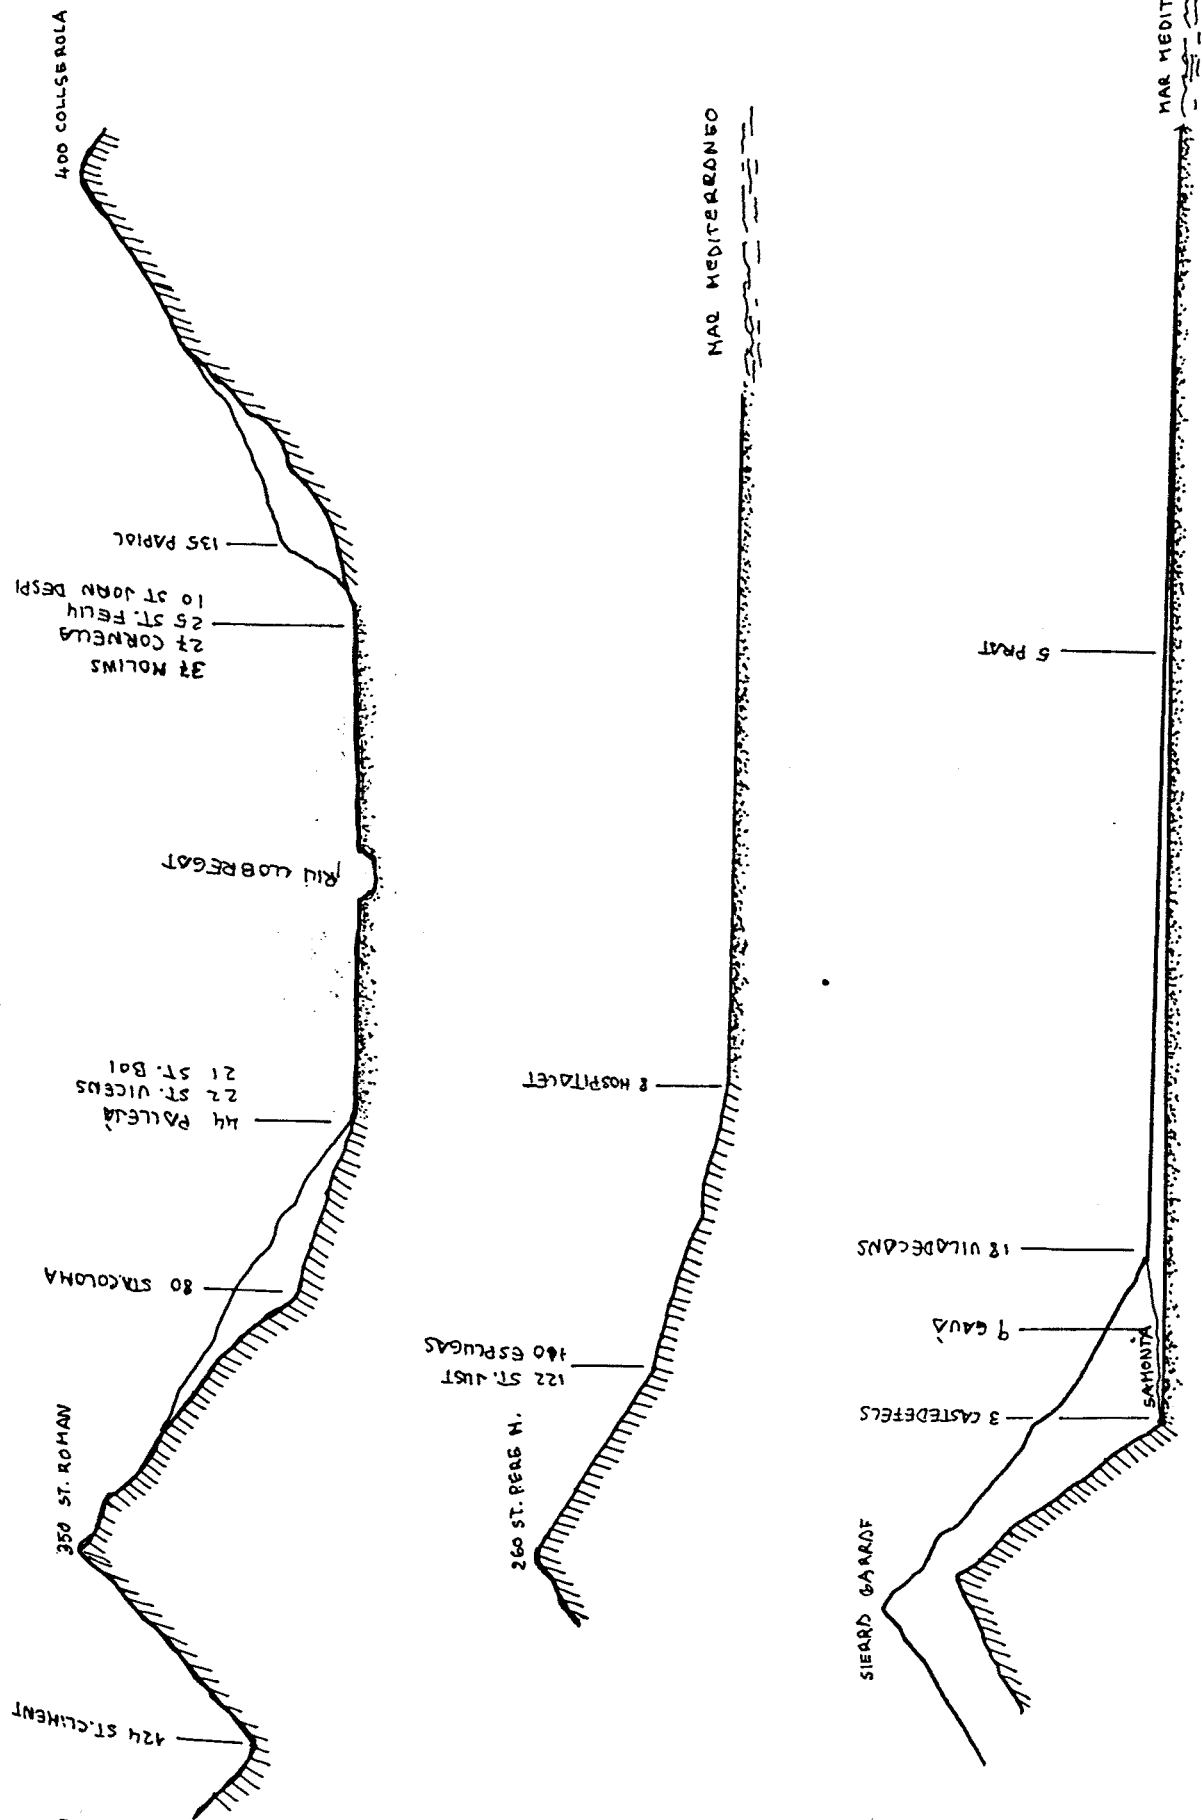 400 COLLSEROLA
135 PAPIOL
10 ST JOAN DESPI
25 ST. FELIU
27 CORNELLA
37 MOLINS
RIU LLOBREGAT
21 ST. BOI
22 ST. VICENS
44 PALLEJÀ
80 STA.COLOMA
350 ST. ROMAN
124 ST.CLIMENT
MAR MEDITERRANEO
8 HOSPITALET
180 ESPLUGAS
122 ST. JUST
260 ST. PERE M.
MAR MEDIT
5 PRAT
18 VILADECANS
9 GAVÀ
SAMONTÀ
3 CASTEDEFELS
SIERRA GARRAF